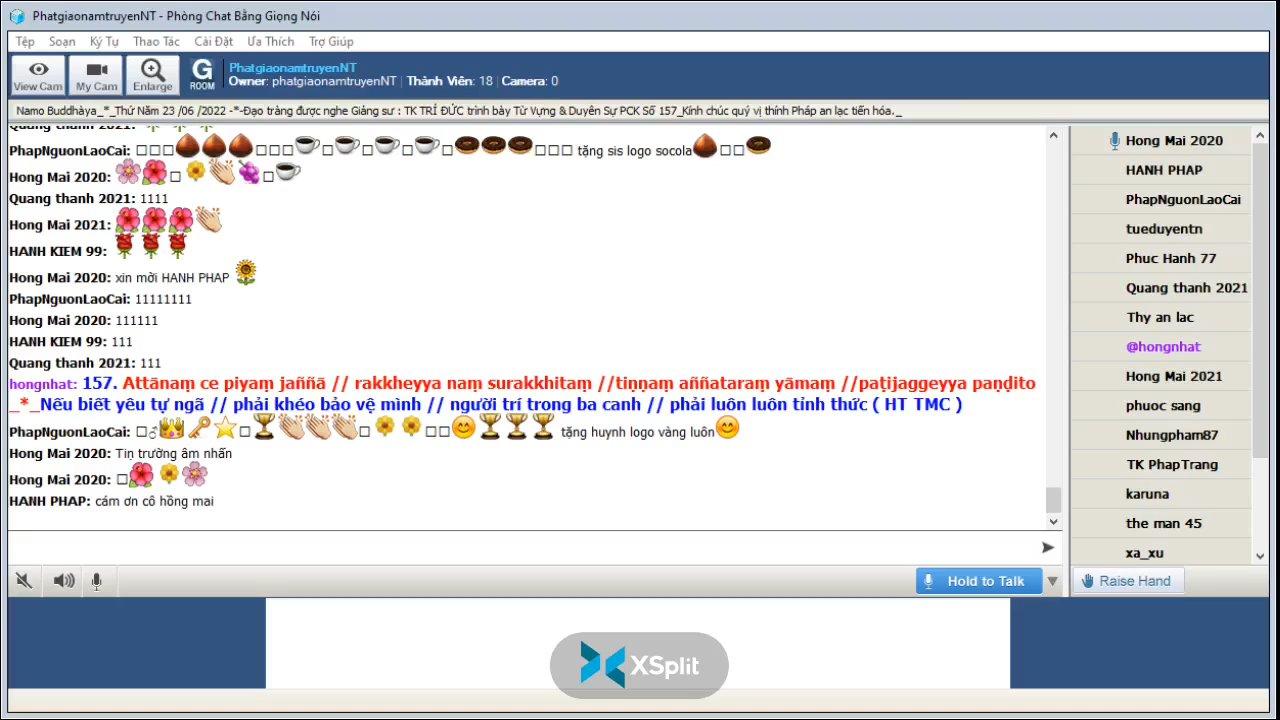 PhatgiaonamtruyenNT - Phòng Chat Bằng Giọng Nói
Tệp Soạn Ký Tự Thao Tác Cài Đặt Ưa Thích Trợ Giúp
View Cam My Cam Enlarge G ROOM
PhatgiaonamtruyenNT
Owner: phatgiaonamtruyenNT | Thành Viên: 18 | Camera: 0
Namo Buddhàya_*_Thứ Năm 23 /06 /2022 -*-Đạo tràng được nghe Giảng sư : TK TRÍ ĐỨC trình bày Từ Vựng & Duyên Sự PCK Số 157_Kính chúc quý vị thính Pháp an lạc tiến hóa._
Quang thanh 2021:
PhapNguonLaoCai: tặng sis logo socola
Hong Mai 2020:
Quang thanh 2021: 1111
Hong Mai 2021:
HANH KIEM 99:
Hong Mai 2020: xin mời HANH PHAP
PhapNguonLaoCai: 11111111
Hong Mai 2020: 111111
HANH KIEM 99: 111
Quang thanh 2021: 111
hongnhat: 157. Attānaṃ ce piyaṃ jaññā // rakkheyya naṃ surakkhitaṃ //tiṇṇaṃ aññataraṃ yāmaṃ //paṭijaggeyya paṇḍito
_*_Nếu biết yêu tự ngã // phải khéo bảo vệ mình // người trí trong ba canh // phải luôn luôn tỉnh thức ( HT TMC )
PhapNguonLaoCai: tặng huynh logo vàng luôn
Hong Mai 2020: Tin trường âm nhấn
Hong Mai 2020:
HANH PHAP: cám ơn cô hồng mai
Hold to Talk
Hong Mai 2020
HANH PHAP
PhapNguonLaoCai
tueduyentn
Phuc Hanh 77
Quang thanh 2021
Thy an lac
@hongnhat
Hong Mai 2021
phuoc sang
Nhungpham87
TK PhapTrang
karuna
the man 45
xa_xu
Raise Hand
XSplit